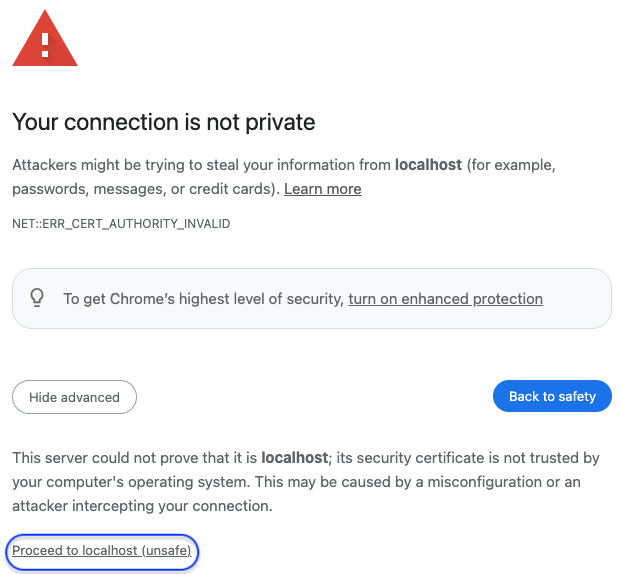 Your connection is not private
Attackers might be trying to steal your information from localhost (for example,
passwords, messages, or credit cards). Learn more
NET::ERR_CERT_AUTHORITY_INVALID
To get Chrome’s highest level of security, turn on enhanced protection
Hide advanced
Back to safety
This server could not prove that it is localhost; its security certificate is not trusted by
your computer's operating system. This may be caused by a misconfiguration or an
attacker intercepting your connection.
Proceed to localhost (unsafe)